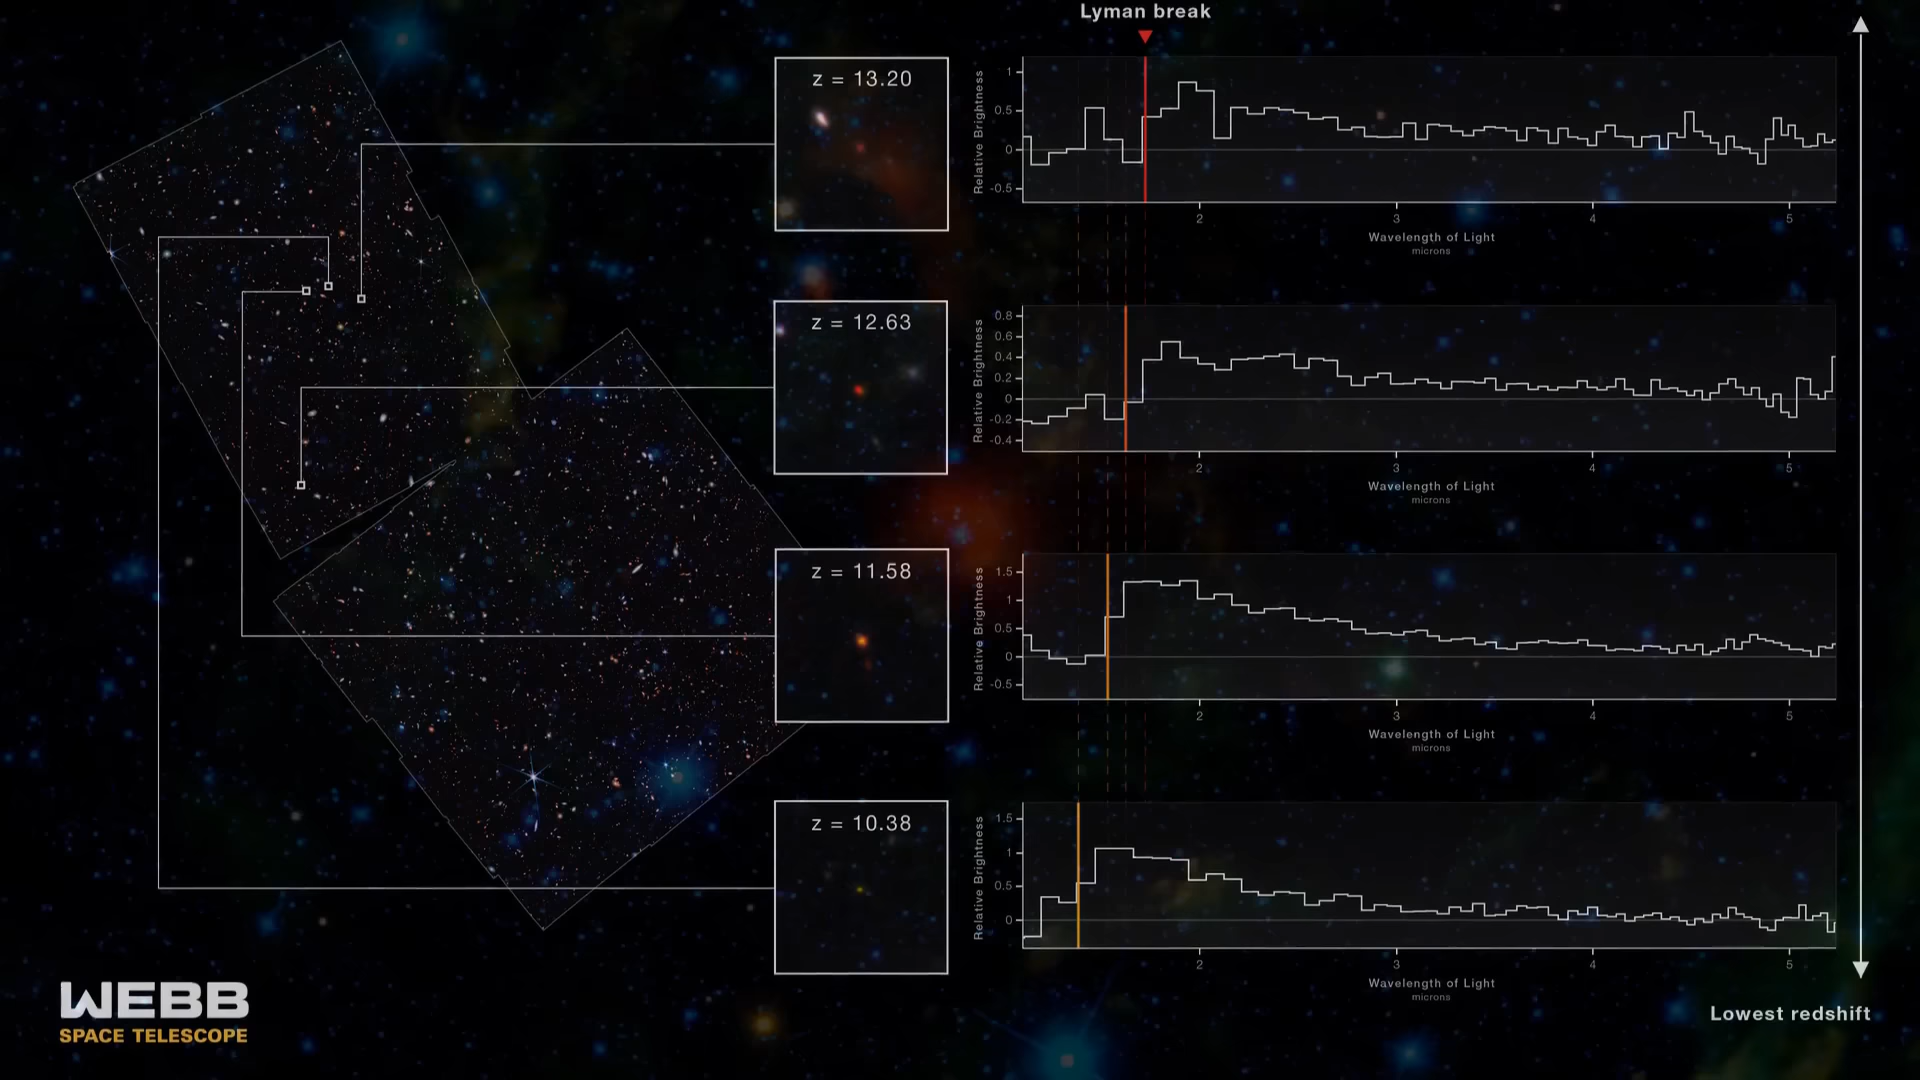 Lyman break
z = 13.20
Relative Brightness
1
0.5
0
-0.5
2
3
4
5
Wavelength of Light
microns
z = 12.63
Relative Brightness
0.8
0.6
0.4
0.2
0
-0.2
-0.4
2
3
4
5
Wavelength of Light
microns
z = 11.58
Relative Brightness
1.5
1
0.5
0
-0.5
2
3
4
5
Wavelength of Light
microns
z = 10.38
Relative Brightness
1.5
1
0.5
0
2
3
4
5
Wavelength of Light
microns
Lowest redshift
WEBB
SPACE TELESCOPE